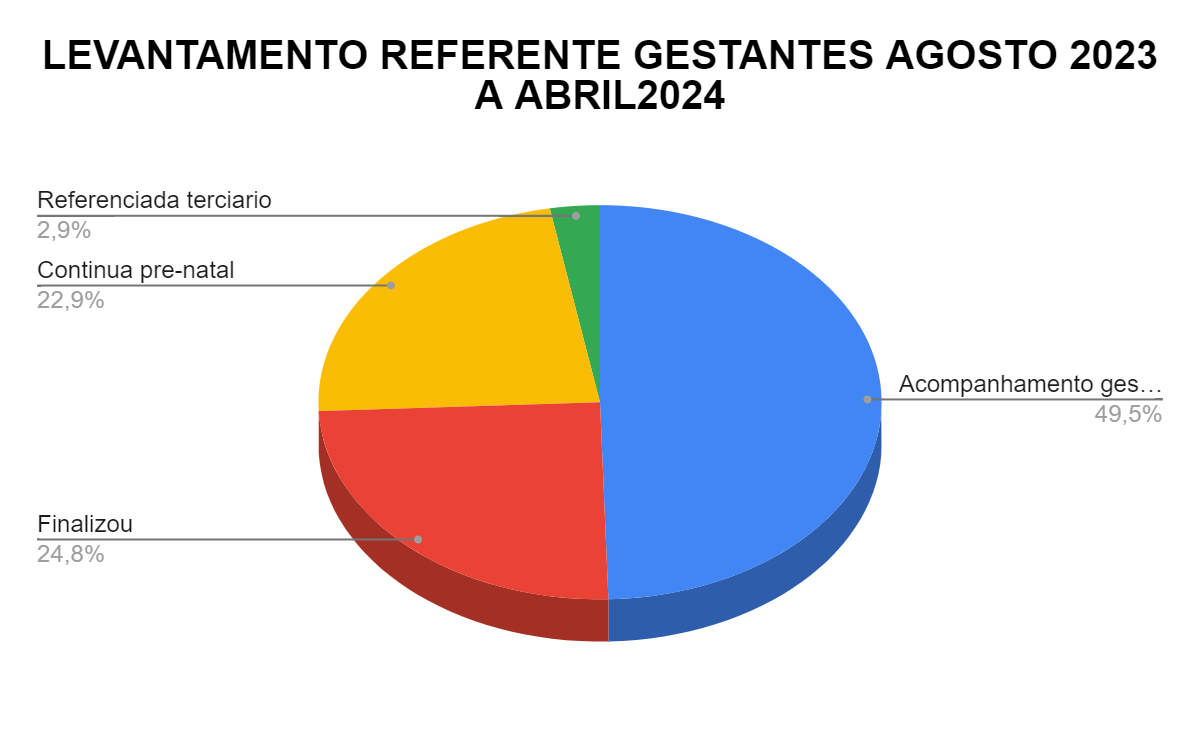 LEVANTAMENTO REFERENTE GESTANTES AGOSTO 2023
A ABRIL2024
Referenciada terciario
2,9%
Continua pre-natal
22,9%
Acompanhamento ges…
49,5%
Finalizou
24,8%